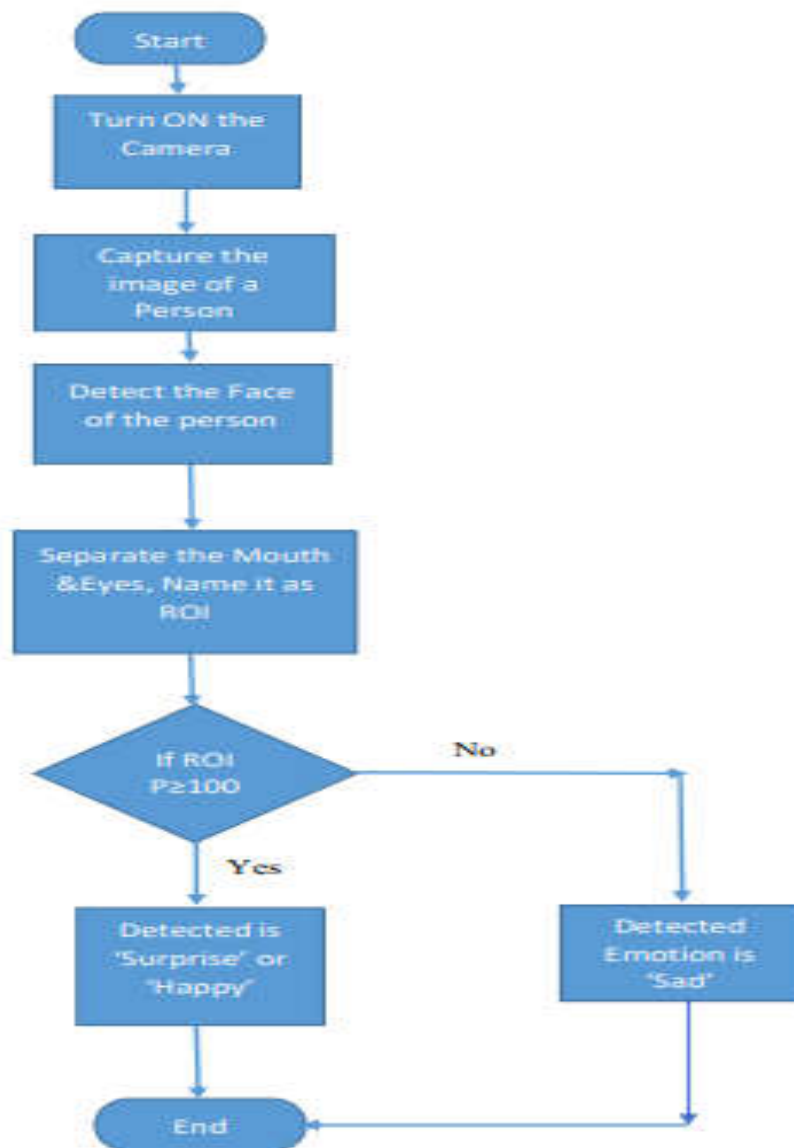 Start
Turn ON the
Camera
Capture the
image of a
Person
Detect the Face
of the person
Separate the Mouth
&Eyes, Name it as
ROI
If ROI
P≥100
No
Yes
Detected is
‘Surprise’ or
‘Happy’
Detected
Emotion is
‘Sad’
End